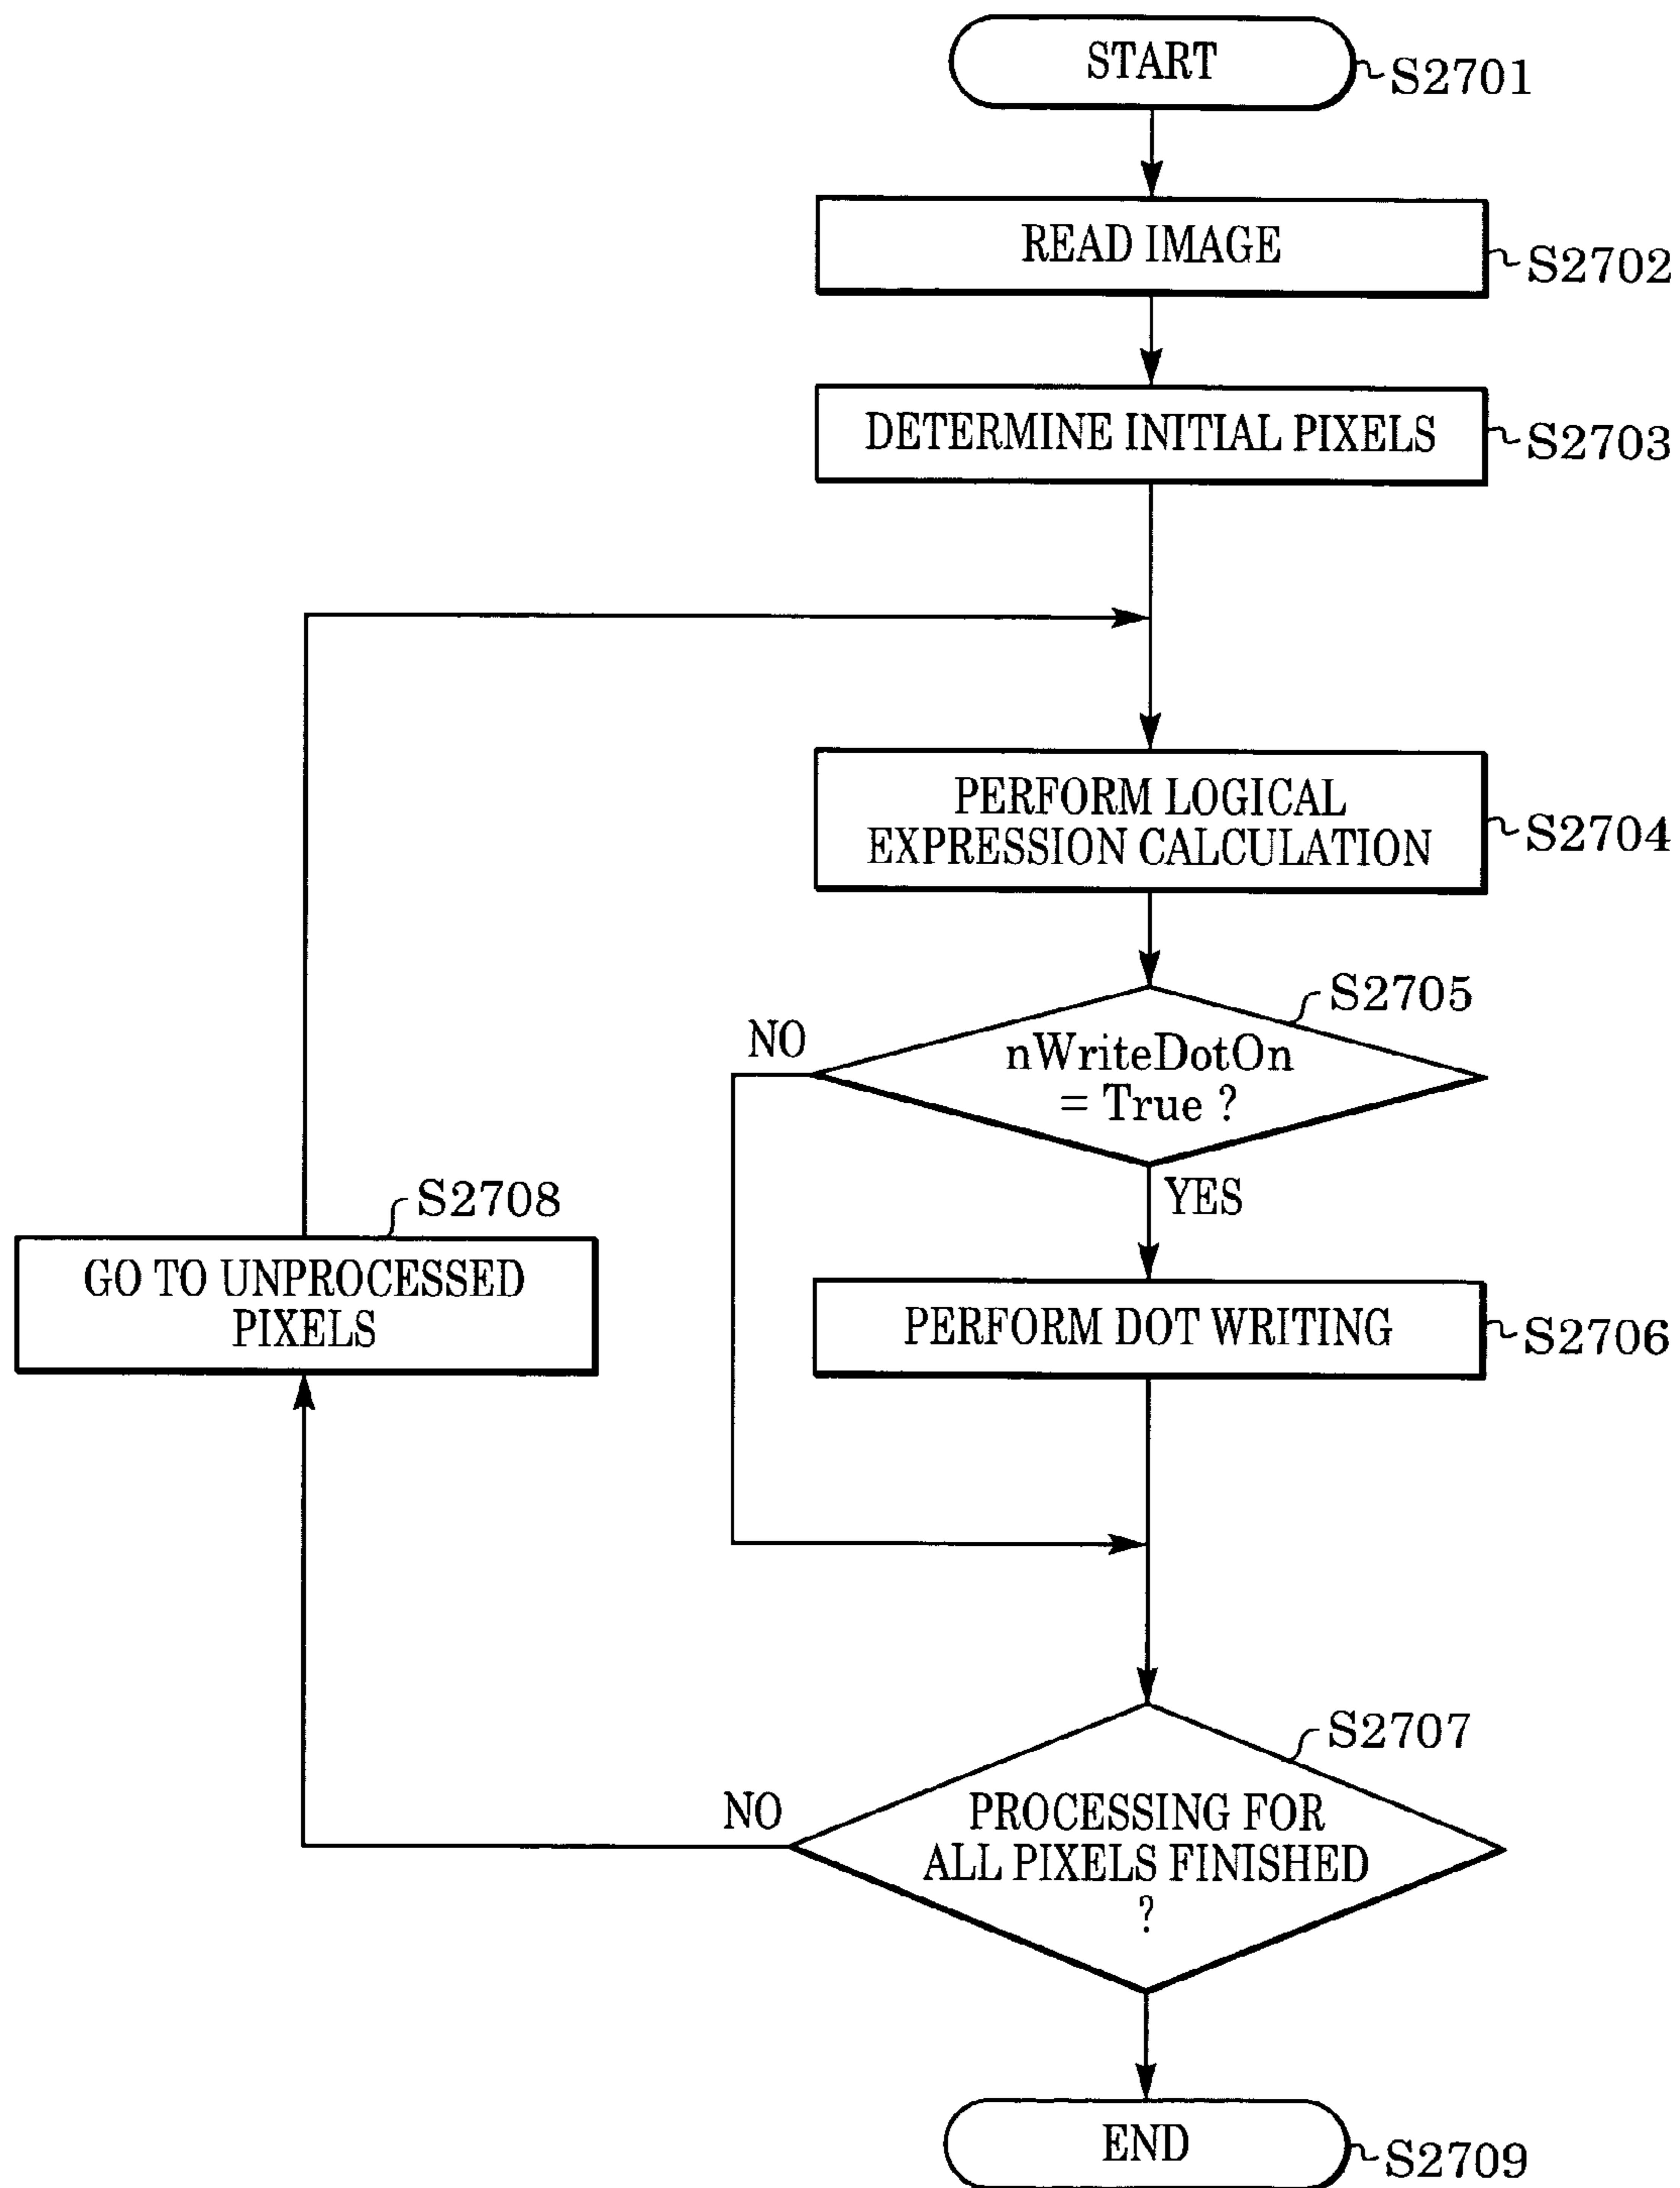 START
S2701
READ IMAGE
S2702
DETERMINE INITIAL PIXELS
S2703
PERFORM LOGICAL
EXPRESSION CALCULATION
S2704
S2705
NO
nWriteDotOn
= True ?
YES
S2708
GO TO UNPROCESSED
PIXELS
PERFORM DOT WRITING
S2706
S2707
NO
PROCESSING FOR
ALL PIXELS FINISHED
?
END
S2709